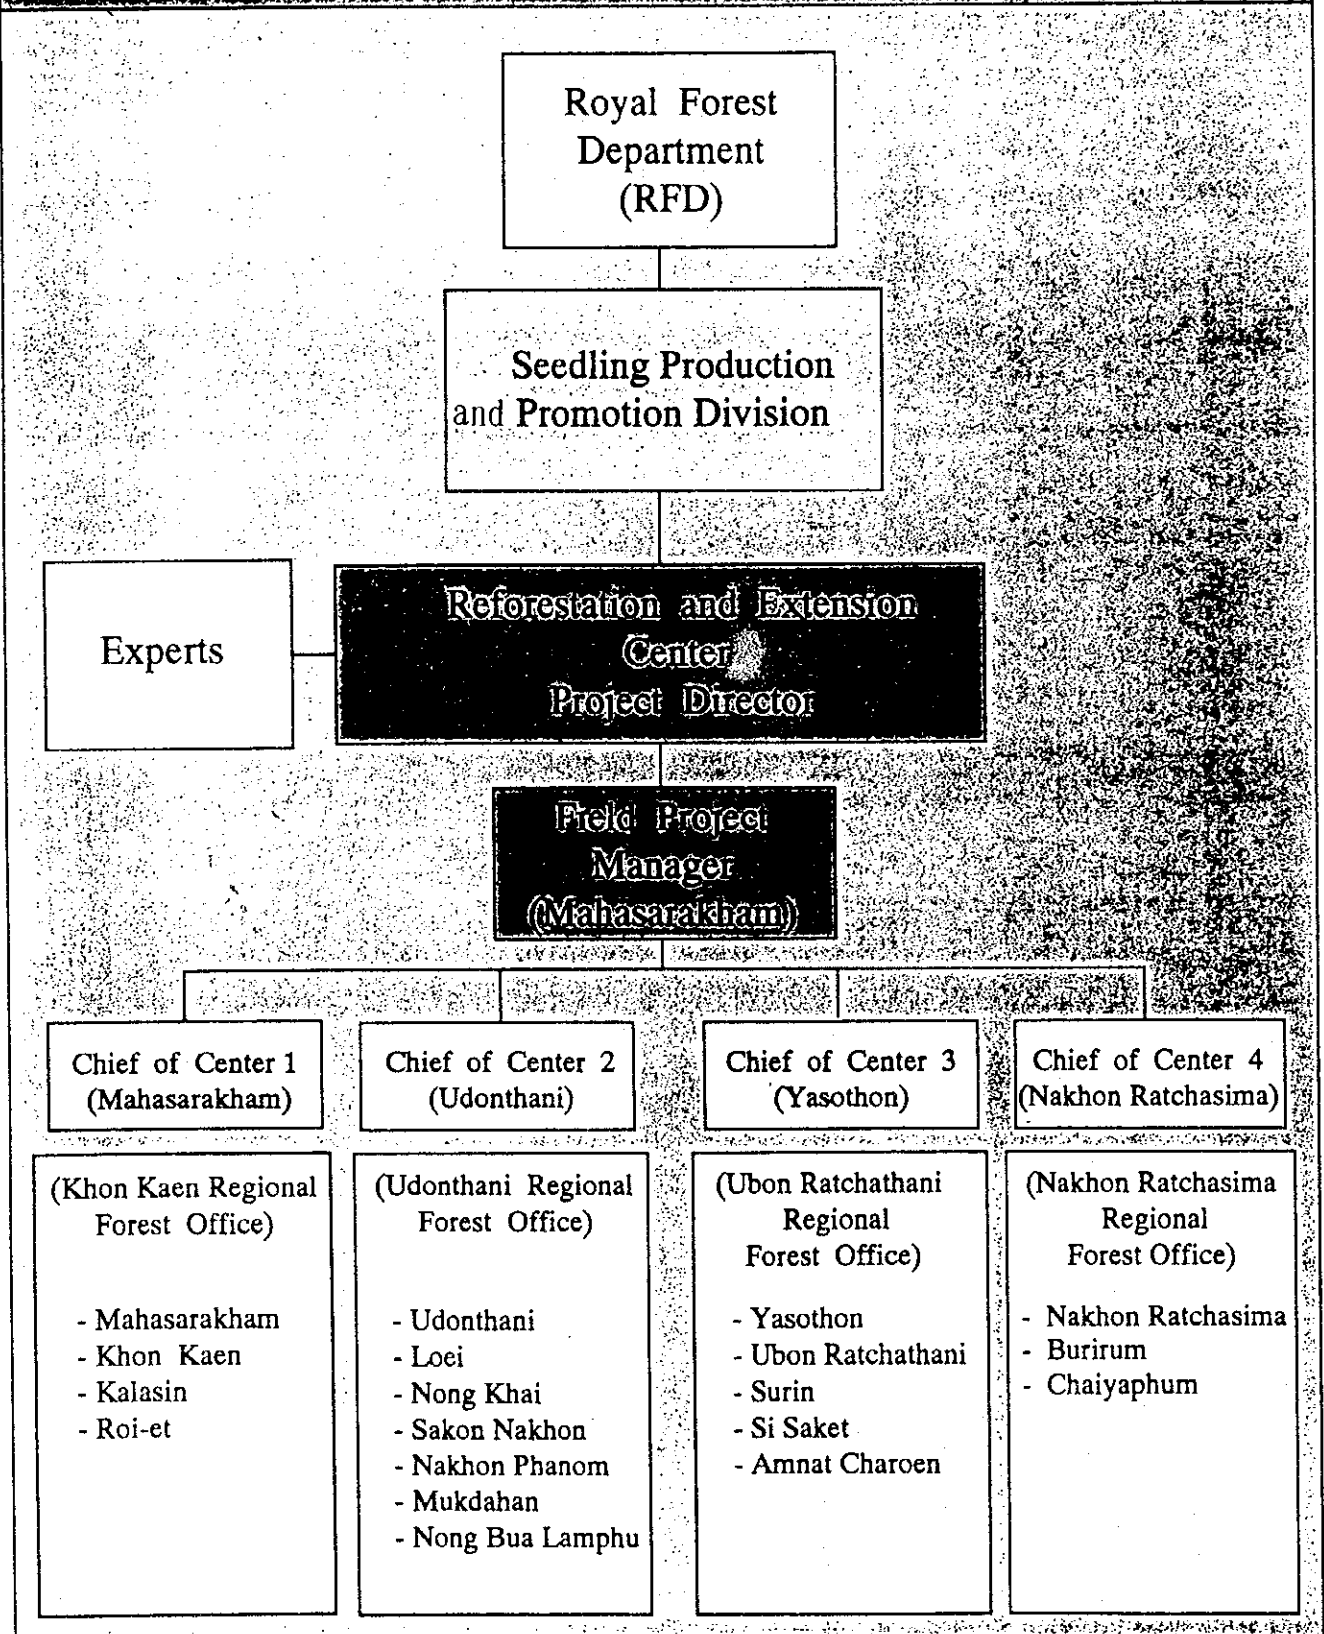 Royal Forest
Department
(RFD)
Seedling Production
and Promotion Division
Experts
Reforestation and Extension
Center
Project Director
Field Project
Manager
(Mahasarakham)
Chief of Center 1
(Mahasarakham)
Chief of Center 2
(Udonthani)
Chief of Center 3
(Yasothon)
Chief of Center 4
(Nakhon Ratchasima)
(Khon Kaen Regional
Forest Office)
- Mahasarakham
- Khon Kaen
- Kalasin
- Roi-et
(Udonthani Regional
Forest Office)
- Udonthani
- Loei
- Nong Khai
- Sakon Nakhon
- Nakhon Phanom
- Mukdahan
- Nong Bua Lamphu
(Ubon Ratchathani
Regional
Forest Office)
- Yasothon
- Ubon Ratchathani
- Surin
- Si Saket
- Amnat Charoen
(Nakhon Ratchasima
Regional
Forest Office)
- Nakhon Ratchasima
- Burirum
- Chaiyaphum